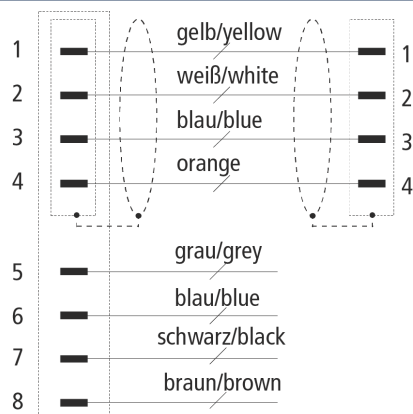 1 gelb/yellow 1
2 weiß/white 2
3 blau/blue 3
4 orange 4
5 grau/grey
6 blau/blue
7 schwarz/black
8 braun/brown